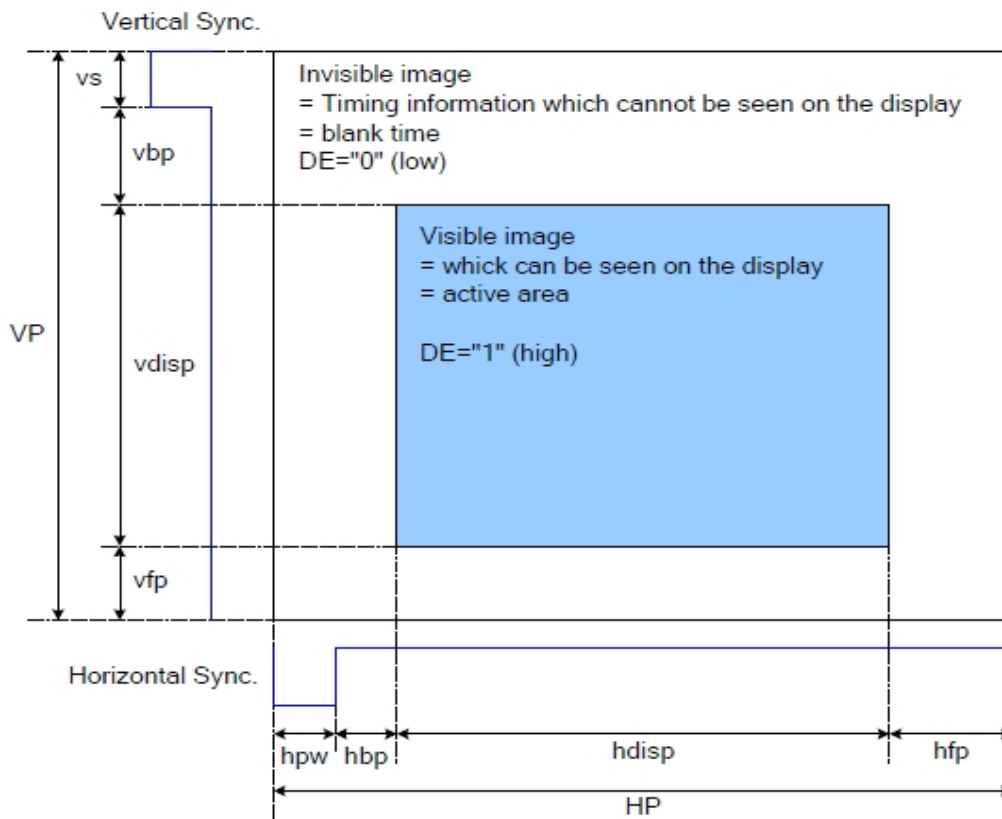 Vertical Sync.
vs
vbp
VP
vdisp
vfp
Invisible image
= Timing information which cannot be seen on the display
= blank time
DE="0" (low)
Visible image
= whick can be seen on the display
= active area
DE="1" (high)
Horizontal Sync.
hpw
hbp
hdisp
hfp
HP